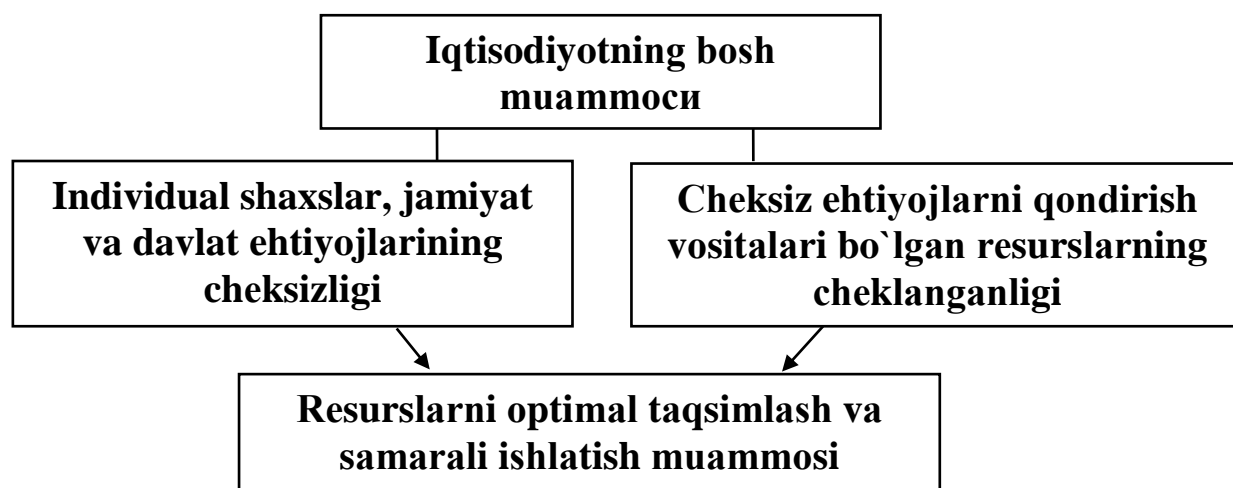 Iqtisodiyotning bosh
muammоси
Individual shaxslar, jamiyat
va davlat ehtiyojlarining
cheksizligi
Cheksiz ehtiyojlarni qondirish
vositalari bo`lgan resurslarning
cheklanganligi
Resurslarni optimal taqsimlash va
samarali ishlatish muammosi